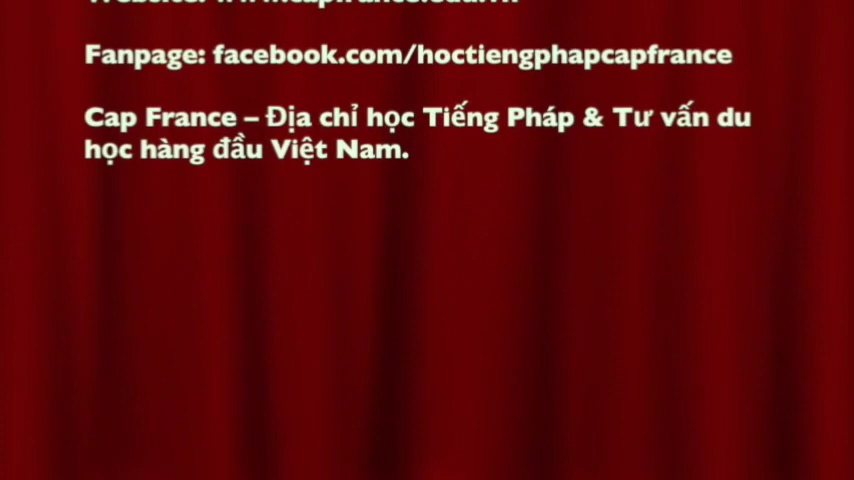 Fanpage: facebook.com/hoctiengphapcapfrance
Cap France – Địa chỉ học Tiếng Pháp & Tư vấn du
học hàng đầu Việt Nam.